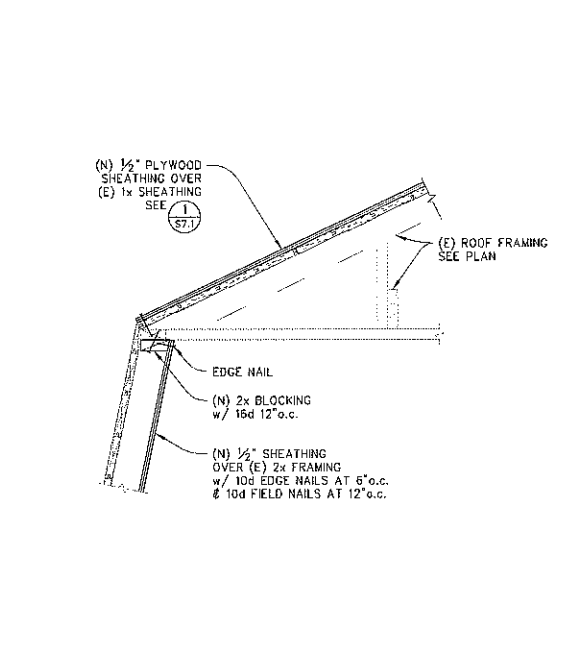 (N) ½" PLYWOOD
SHEATHING OVER
(E) 1x SHEATHING
SEE 1
S7.1
(E) ROOF FRAMING
SEE PLAN
EDGE NAIL
(N) 2x BLOCKING
w/ 16d 12"o.c.
(N) ½" SHEATHING
OVER (E) 2x FRAMING
w/ 10d EDGE NAILS AT 6"o.c.
& 10d FIELD NAILS AT 12"o.c.